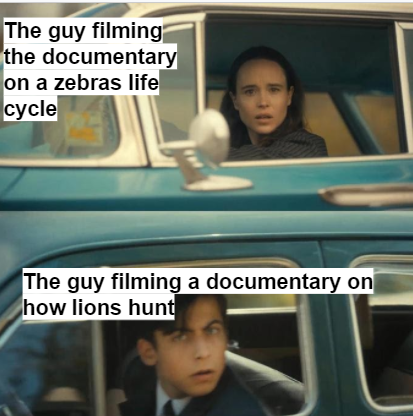 The guy filming
the documentary
on a zebras life
cycle
The guy filming a documentary on
how lions hunt